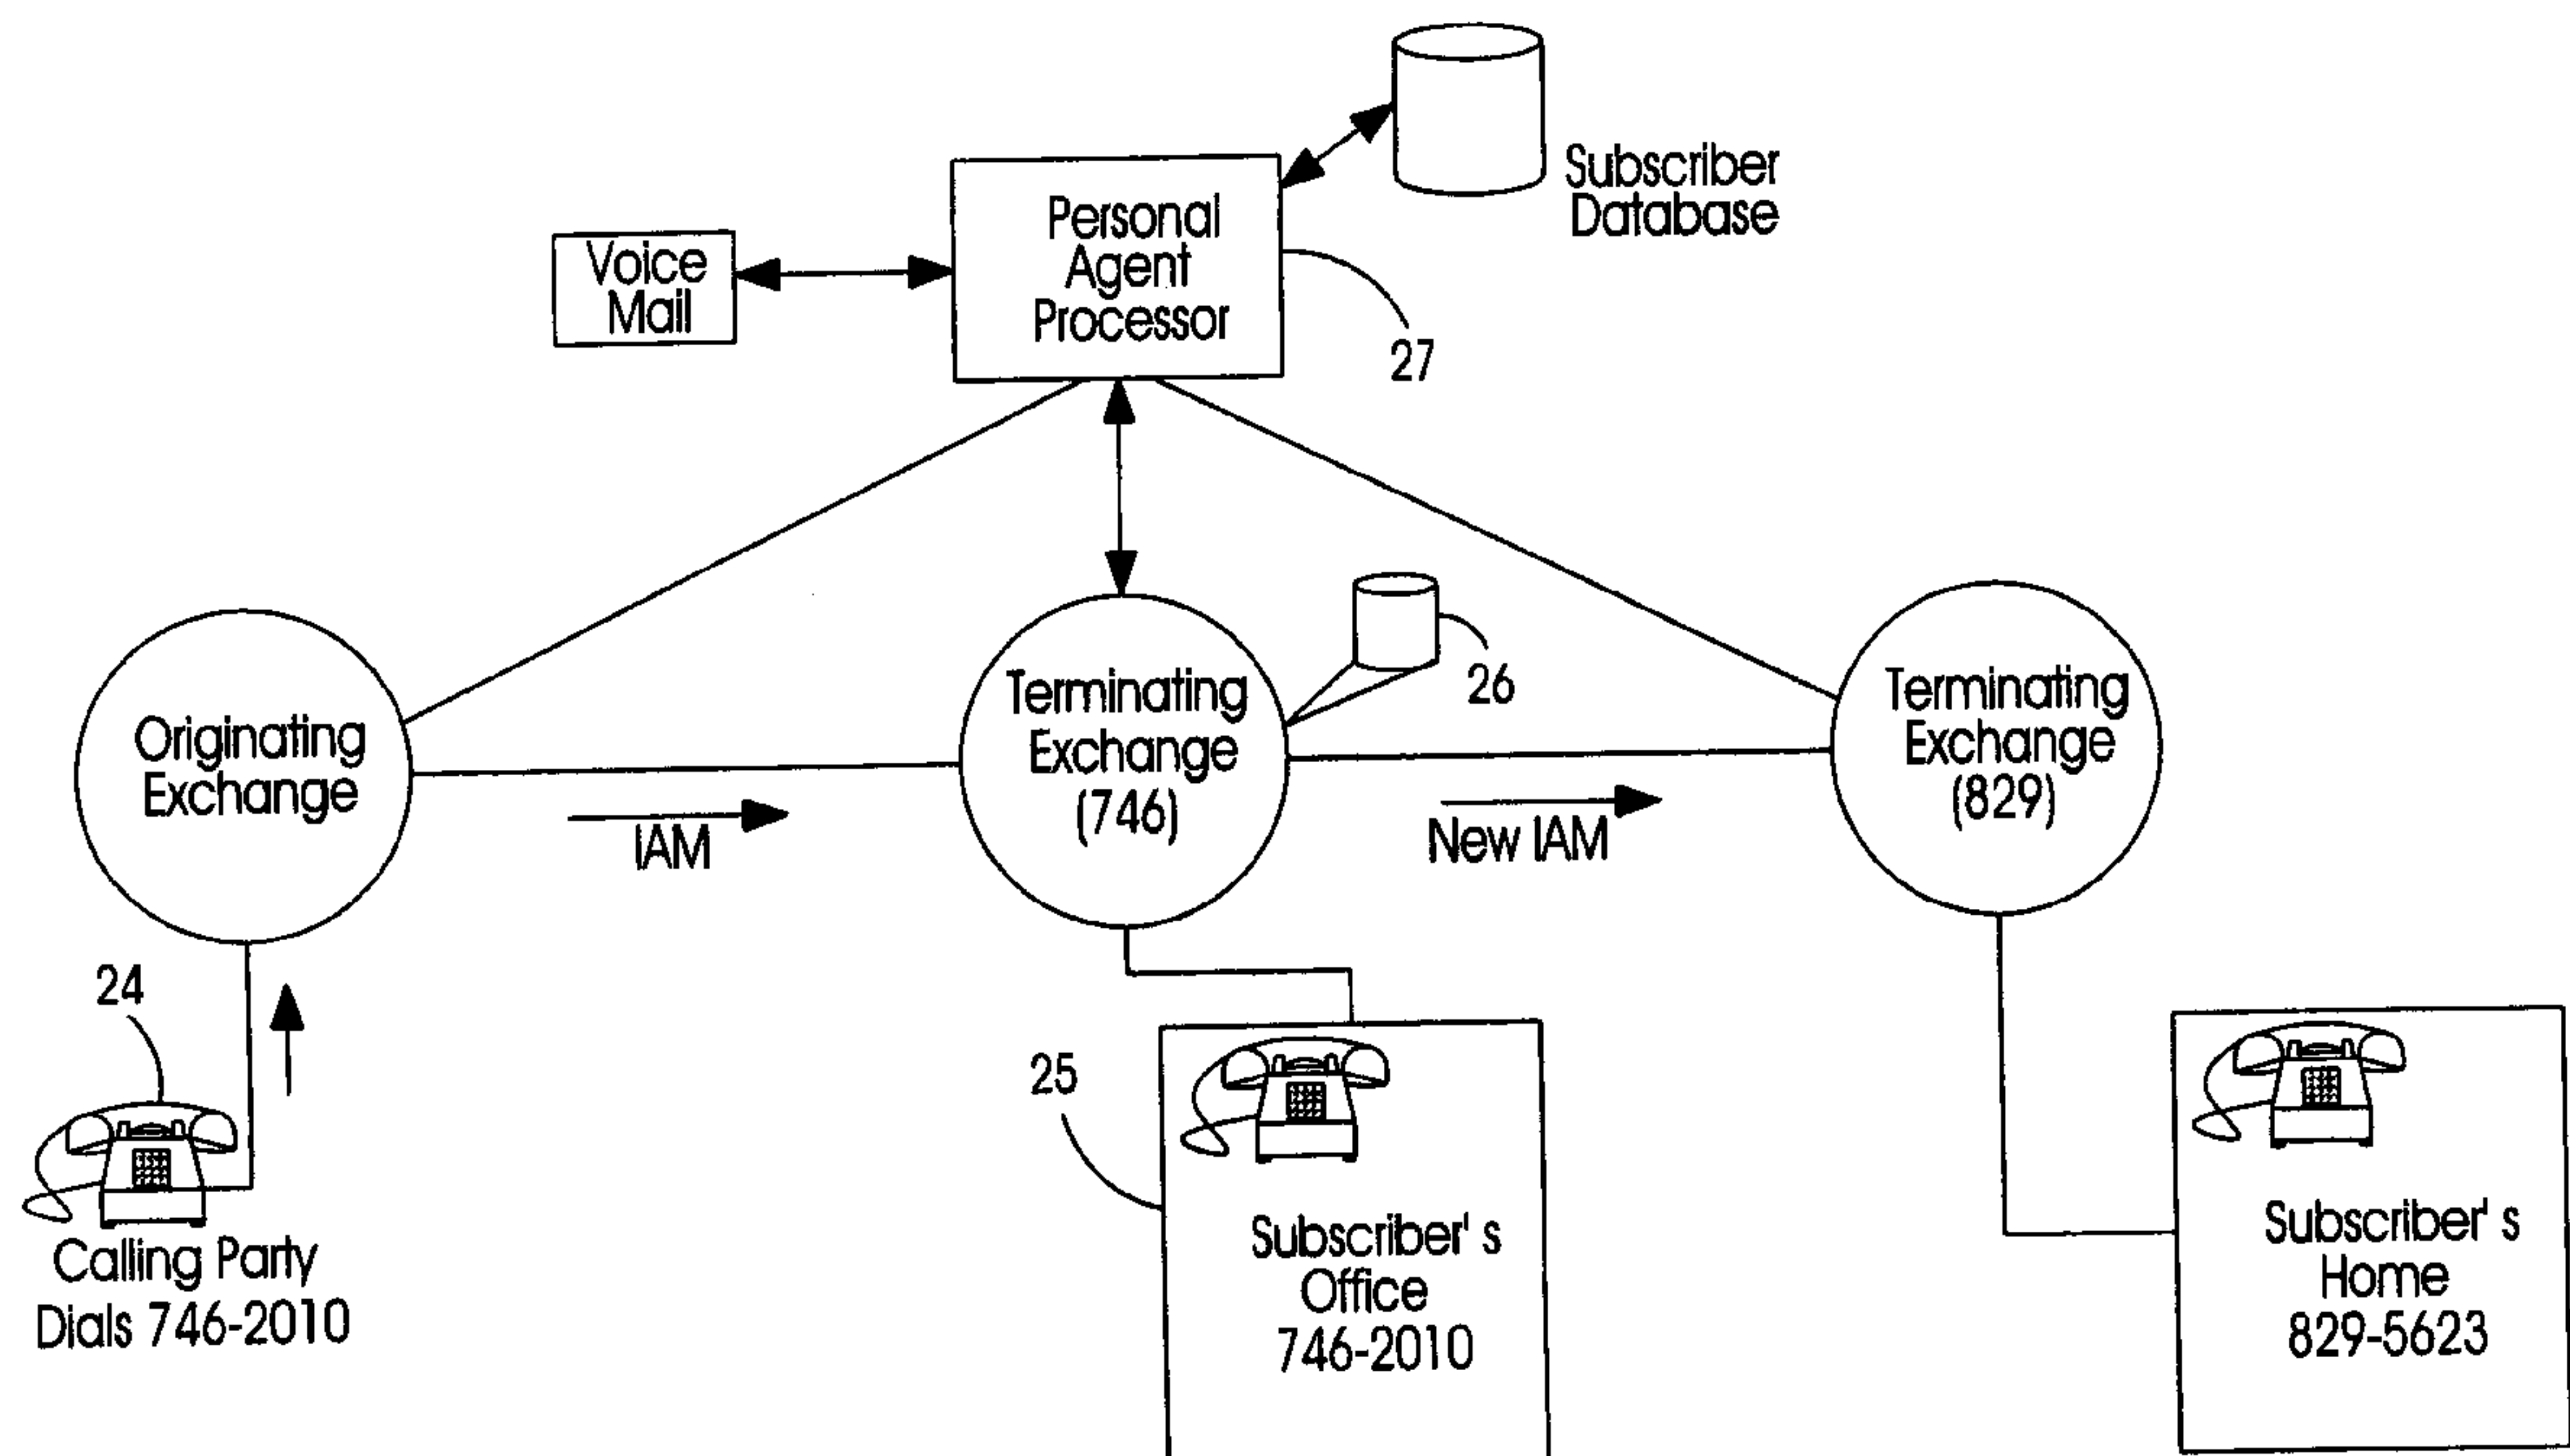 Subscriber
Database
Personal
Agent
Processor
Voice
Mail
27
26
Originating
Exchange
Terminating
Exchange
(746)
Terminating
Exchange
(829)
IAM
New IAM
24
25
Calling Party
Dials 746-2010
Subscriber's
Office
746-2010
Subscriber's
Home
829-5623